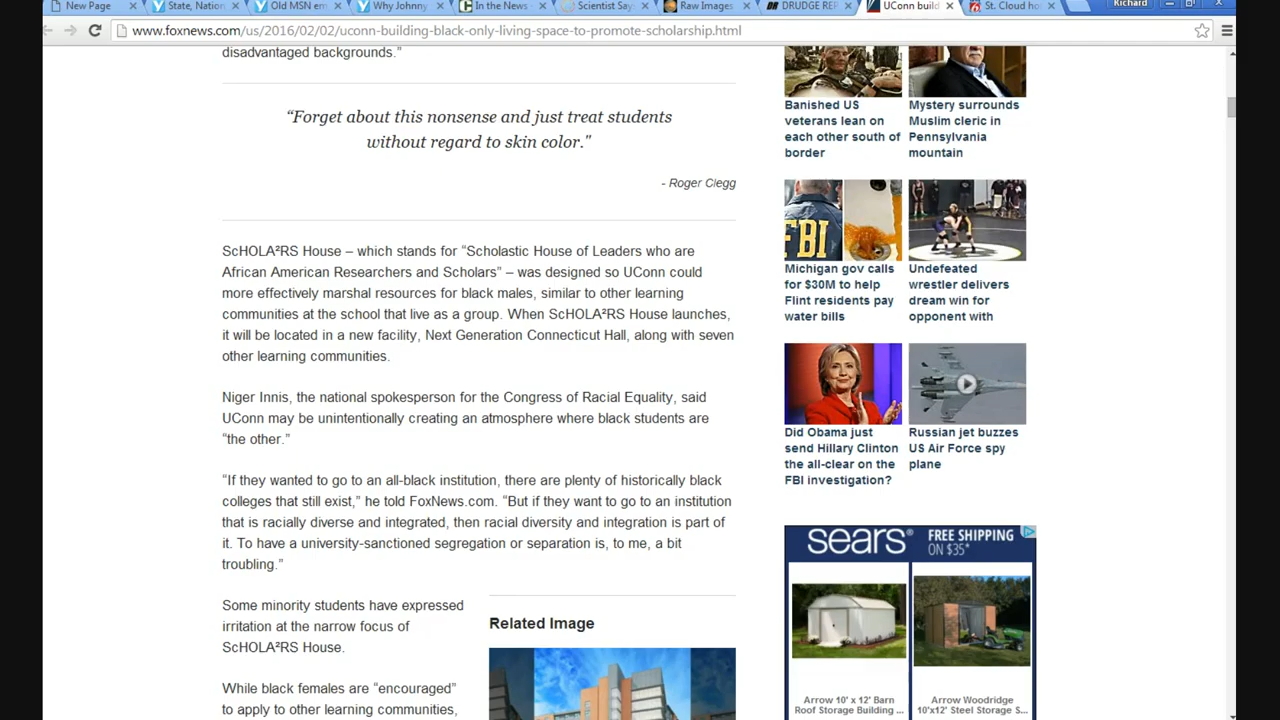 New Page
State, Nation
Old MSN em
Why Johnny
In the News -
Scientist Say
Raw Images
DRUDGE REP
UConn build
St. Cloud ho
Richard
www.foxnews.com/us/2016/02/02/uconn-building-black-only-living-space-to-promote-scholarship.html
disadvantaged backgrounds.”
“Forget about this nonsense and just treat students
without regard to skin color."
- Roger Clegg
ScHOLA²RS House – which stands for “Scholastic House of Leaders who are
African American Researchers and Scholars” – was designed so UConn could
more effectively marshal resources for black males, similar to other learning
communities at the school that live as a group. When ScHOLA²RS House launches,
it will be located in a new facility, Next Generation Connecticut Hall, along with seven
other learning communities.
Niger Innis, the national spokesperson for the Congress of Racial Equality, said
UConn may be unintentionally creating an atmosphere where black students are
“the other.”
“If they wanted to go to an all-black institution, there are plenty of historically black
colleges that still exist,” he told FoxNews.com. “But if they want to go to an institution
that is racially diverse and integrated, then racial diversity and integration is part of
it. To have a university-sanctioned segregation or separation is, to me, a bit
troubling.”
Some minority students have expressed
irritation at the narrow focus of
ScHOLA²RS House.
While black females are “encouraged”
to apply to other learning communities,
Related Image
Banished US
veterans lean on
each other south of
border
Mystery surrounds
Muslim cleric in
Pennsylvania
mountain
FBI
Michigan gov calls
for $30M to help
Flint residents pay
water bills
Undefeated
wrestler delivers
dream win for
opponent with
Did Obama just
send Hillary Clinton
the all-clear on the
FBI investigation?
Russian jet buzzes
US Air Force spy
plane
sears®
FREE SHIPPING
ON $35*
Arrow 10' x 12' Barn
Roof Storage Building ...
Arrow Woodridge
10'x12' Steel Storage S...